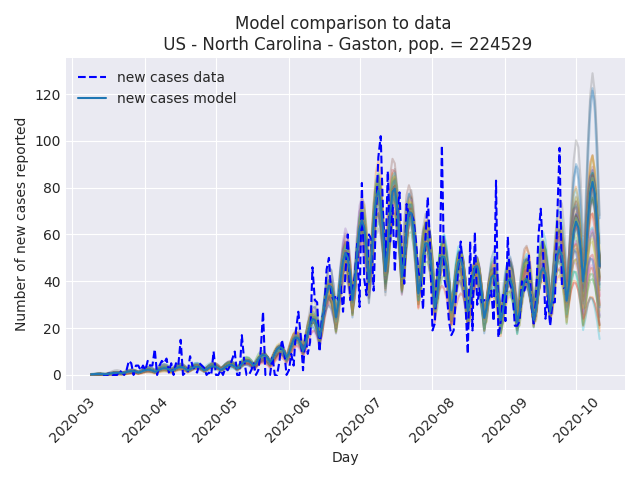 Model comparison to data
US - North Carolina - Gaston, pop. = 224529
new cases data
new cases model
Number of new cases reported
120
100
80
60
40
20
0
2020-03
2020-04
2020-05
2020-06
2020-07
2020-08
2020-09
2020-10
Day